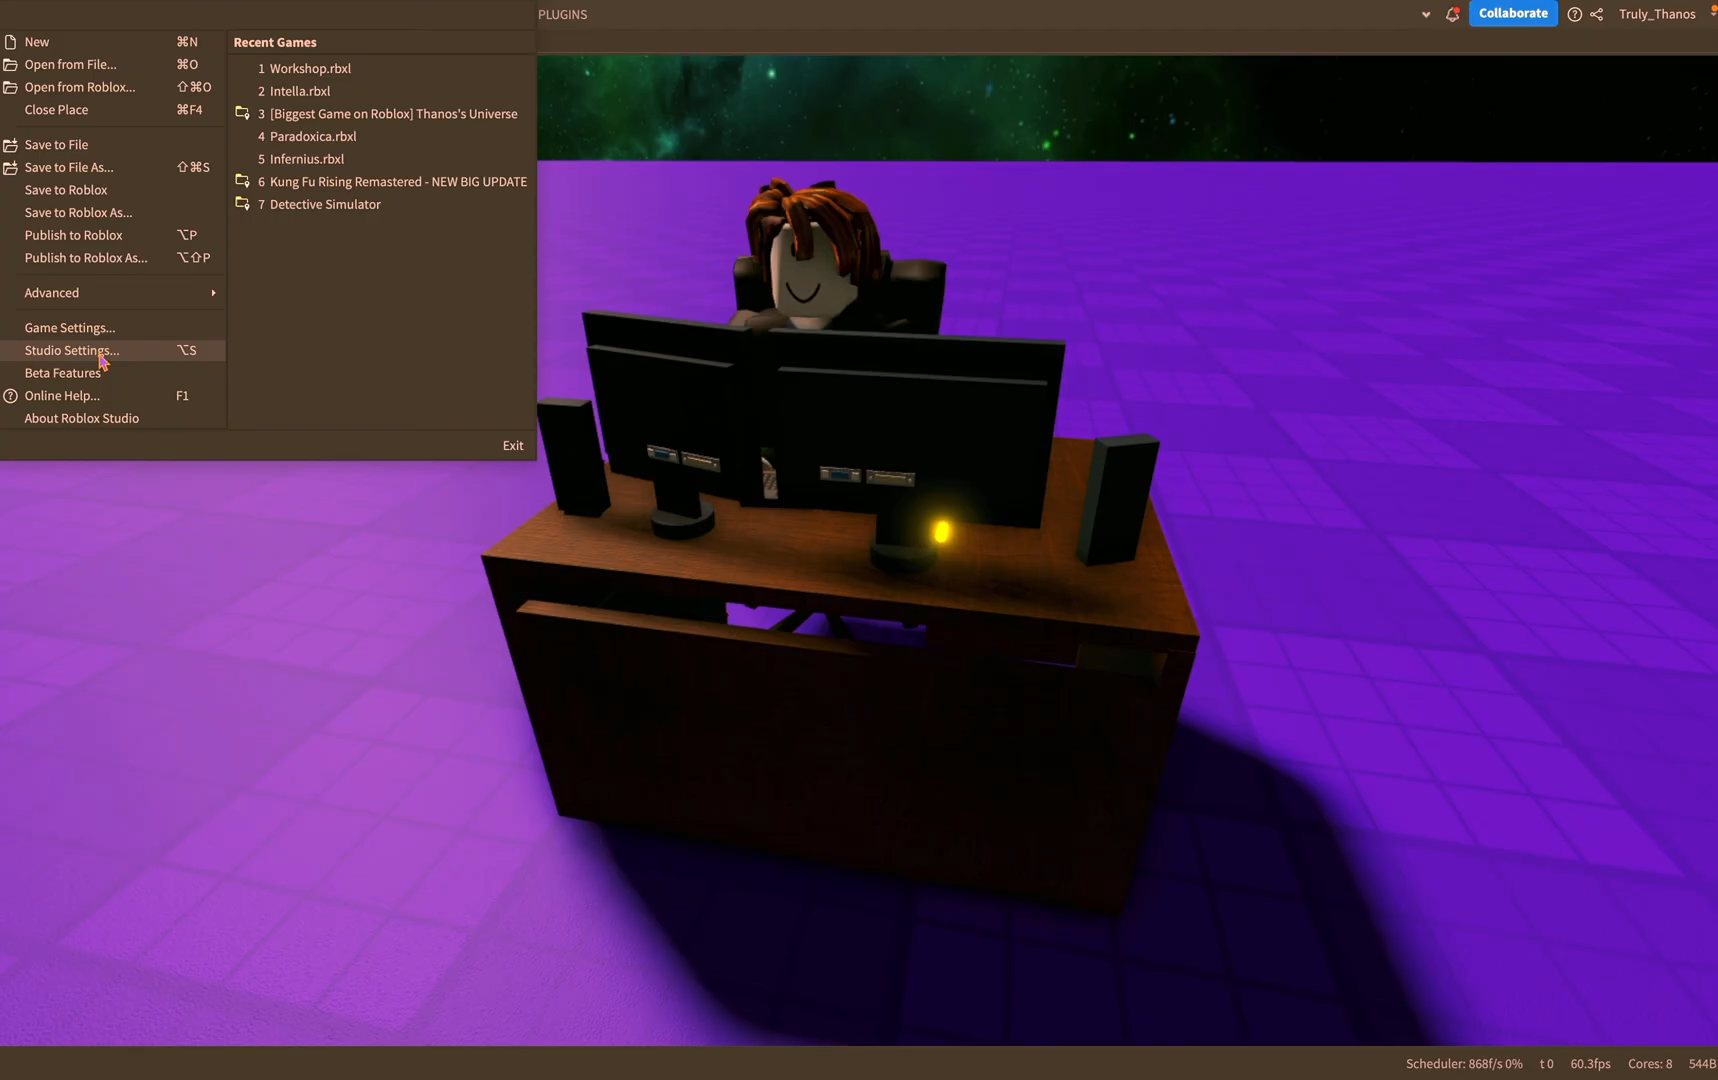 PLUGINS
Collaborate
Truly_Thanos
New ⌘N
Open from File... ⌘O
Open from Roblox... ⇧⌘O
Close Place ⌘F4
Save to File
Save to File As... ⇧⌘S
Save to Roblox
Save to Roblox As...
Publish to Roblox ⌥P
Publish to Roblox As... ⌥⇧P
Advanced
Game Settings...
Studio Settings... ⌥S
Beta Features
Online Help... F1
About Roblox Studio
Recent Games
1 Workshop.rbxl
2 Intella.rbxl
3 [Biggest Game on Roblox] Thanos's Universe
4 Paradoxica.rbxl
5 Infernius.rbxl
6 Kung Fu Rising Remastered - NEW BIG UPDATE
7 Detective Simulator
Exit
Scheduler: 868f/s 0% t 0 60.3fps Cores: 8 544B